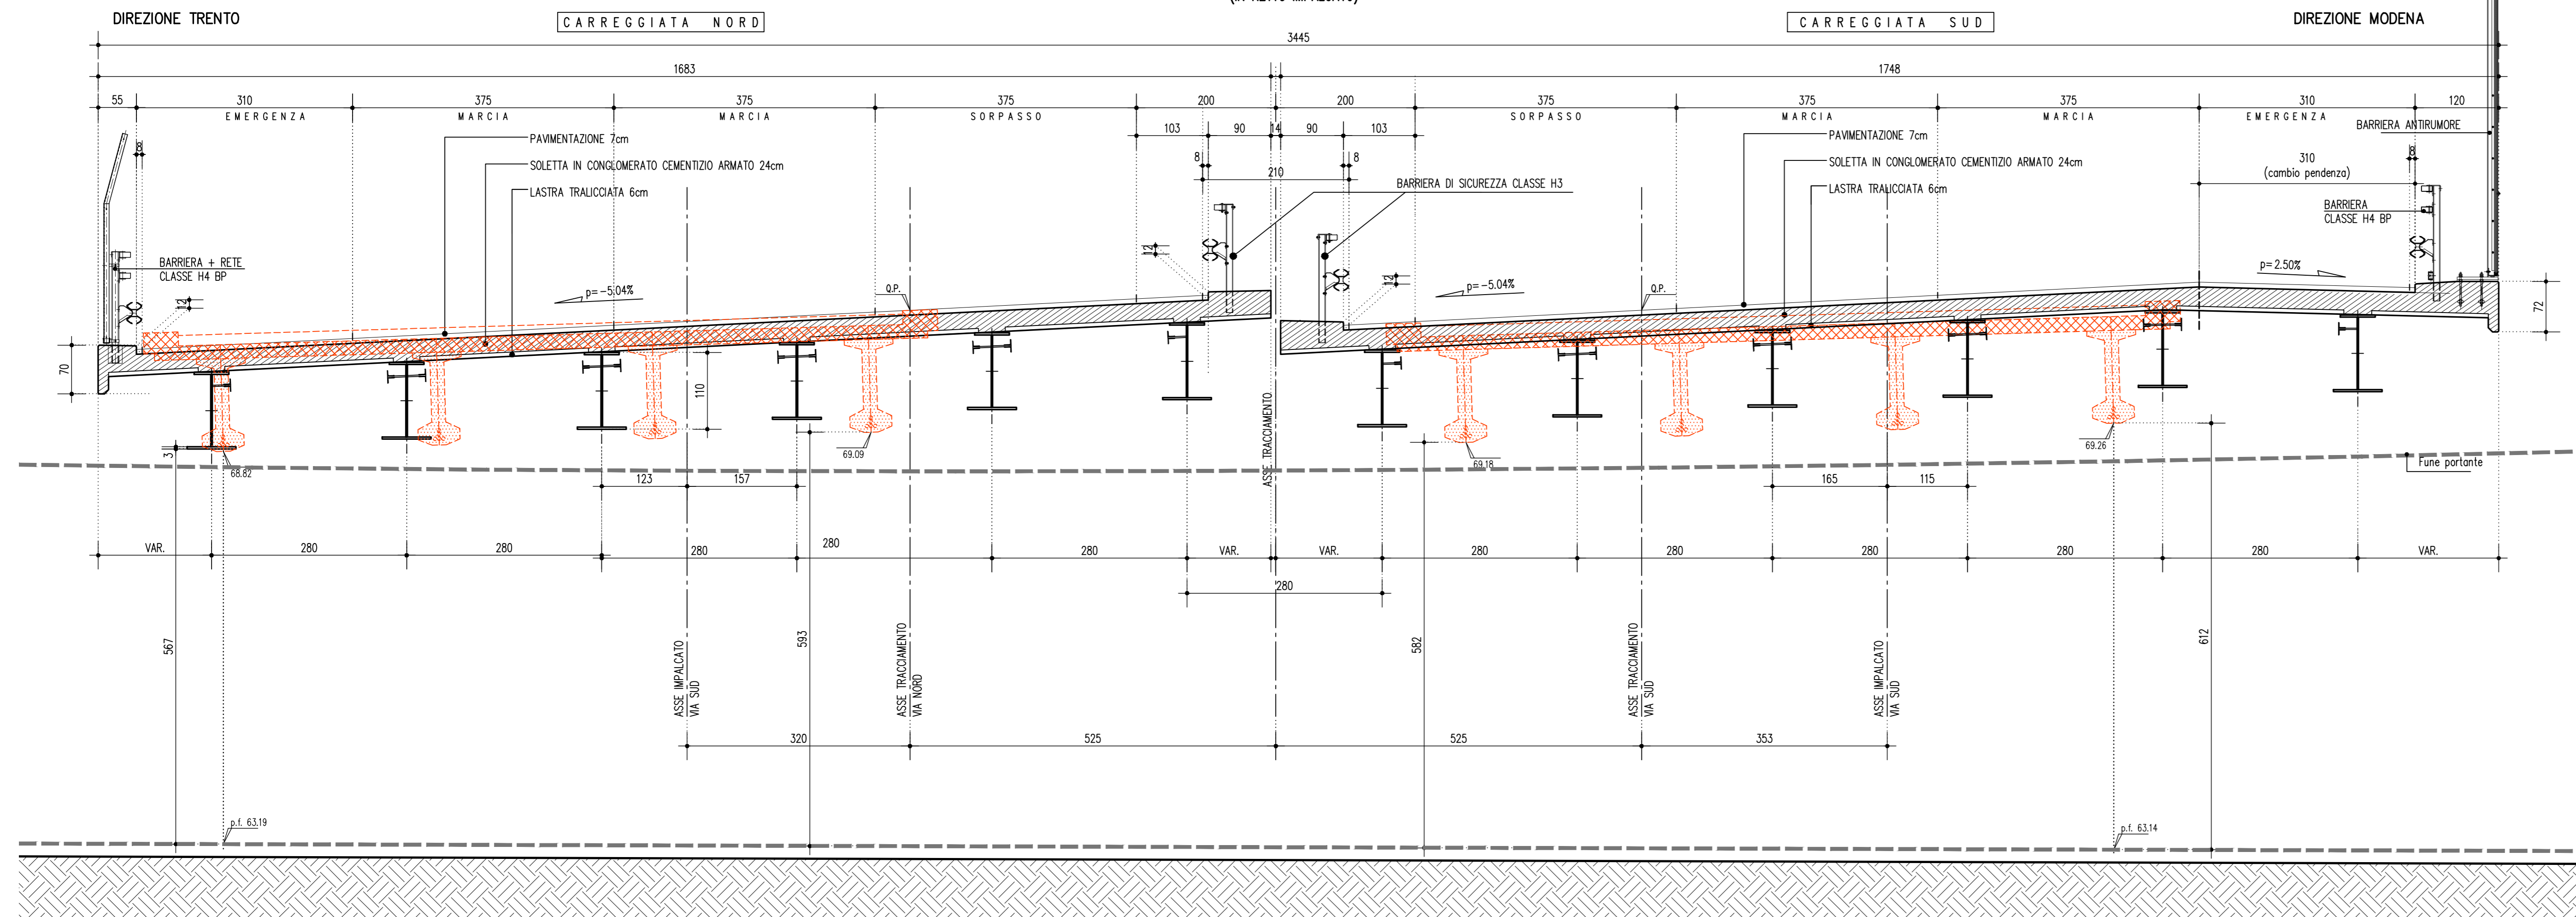 DIREZIONE TRENTO
CARREGGIATA NORD
CARREGGIATA SUD
DIREZIONE MODENA
3445
1683
1748
55
310
375
375
375
200
200
375
375
375
310
120
EMERGENZA
MARCIA
MARCIA
SORPASSO
SORPASSO
MARCIA
MARCIA
EMERGENZA
103
90
14
90
103
BARRIERA ANTIRUMORE
PAVIMENTAZIONE 7cm
SOLETTA IN CONGLOMERATO CEMENTIZIO ARMATO 24cm
LASTRA TRALICCIATA 6cm
8
8
8
210
BARRIERA DI SICUREZZA CLASSE H3
PAVIMENTAZIONE 7cm
SOLETTA IN CONGLOMERATO CEMENTIZIO ARMATO 24cm
LASTRA TRALICCIATA 6cm
310
(cambio pendenza)
8
BARRIERA
CLASSE H4 BP
BARRIERA + RETE
CLASSE H4 BP
12
12
12
p=-5.04%
Q.P.
p=-5.04%
Q.P.
p=2.50%
70
72
110
3
68.82
69.09
69.18
69.26
Fune portante
ASSE TRACCIAMENTO
123
157
165
115
VAR.
280
280
280
280
280
VAR.
VAR.
280
280
280
280
280
VAR.
280
567
593
582
612
ASSE IMPALCATO
VIA SUD
ASSE TRACCIAMENTO
VIA NORD
ASSE TRACCIAMENTO
VIA SUD
ASSE IMPALCATO
VIA SUD
320
525
525
353
p.f. 63.19
p.f. 63.14